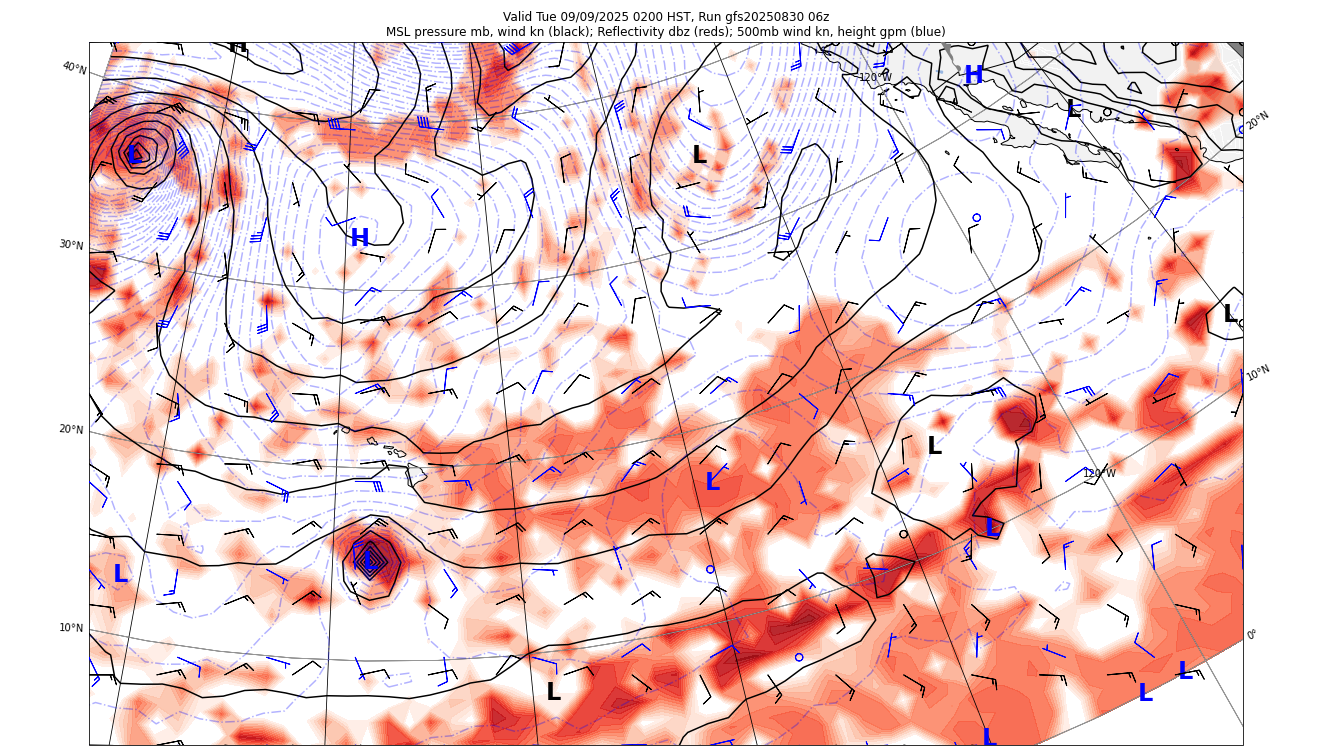 Valid Tue 09/09/2025 0200 HST, Run gfs20250830 06z
MSL pressure mb, wind kn (black); Reflectivity dbz (reds); 500mb wind kn, height gpm (blue)
H
40°N
120°W
H
L
20°N
L
L
H
30°N
L
10°N
20°N
L
120°W
L
L
L
L
10°N
0°
L
L
L
L